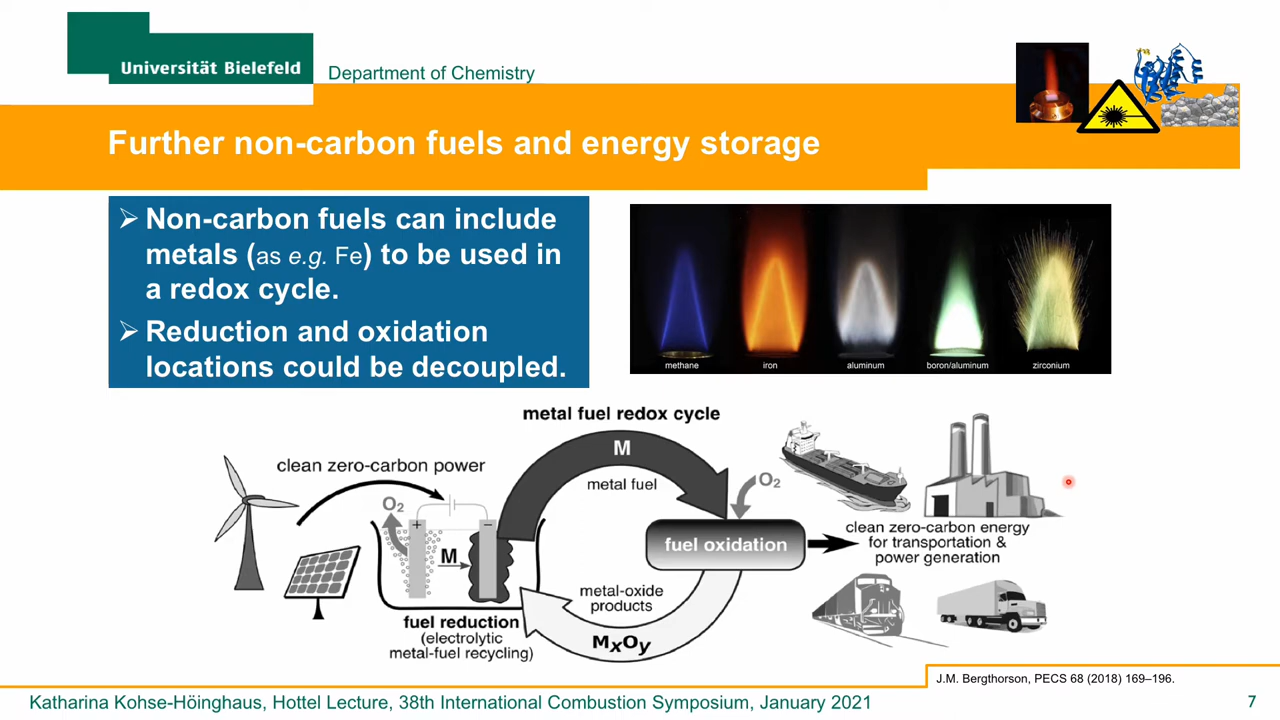 Universität Bielefeld
Department of Chemistry
Further non-carbon fuels and energy storage
Non-carbon fuels can include
metals (as e.g. Fe) to be used in
a redox cycle.
Reduction and oxidation
locations could be decoupled.
methane
iron
aluminum
boron/aluminum
zirconium
metal fuel redox cycle
M
metal fuel
clean zero-carbon power
O₂
+
−
M
O₂
fuel oxidation
clean zero-carbon energy
for transportation &
power generation
metal-oxide
products
MxOy
fuel reduction
(electrolytic
metal-fuel recycling)
J.M. Bergthorson, PECS 68 (2018) 169–196.
Katharina Kohse-Höinghaus, Hottel Lecture, 38th International Combustion Symposium, January 2021
7